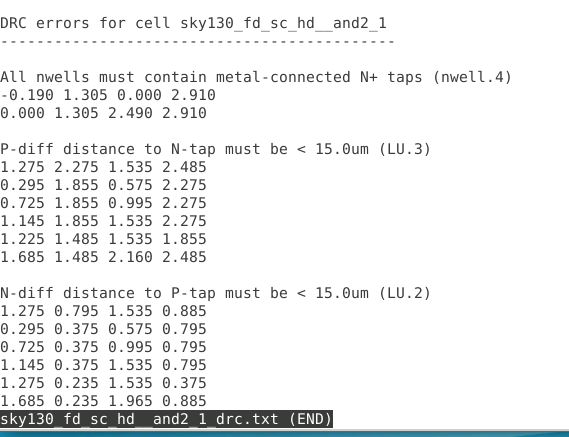 DRC errors for cell sky130_fd_sc_hd__and2_1
--------------------------------------------
All nwells must contain metal-connected N+ taps (nwell.4)
-0.190 1.305 0.000 2.910
0.000 1.305 2.490 2.910
P-diff distance to N-tap must be < 15.0um (LU.3)
1.275 2.275 1.535 2.485
0.295 1.855 0.575 2.275
0.725 1.855 0.995 2.275
1.145 1.855 1.535 2.275
1.225 1.485 1.535 1.855
1.685 1.485 2.160 2.485
N-diff distance to P-tap must be < 15.0um (LU.2)
1.275 0.795 1.535 0.885
0.295 0.375 0.575 0.795
0.725 0.375 0.995 0.795
1.145 0.375 1.535 0.795
1.275 0.235 1.535 0.375
1.685 0.235 1.965 0.885
sky130_fd_sc_hd__and2_1_drc.txt (END)